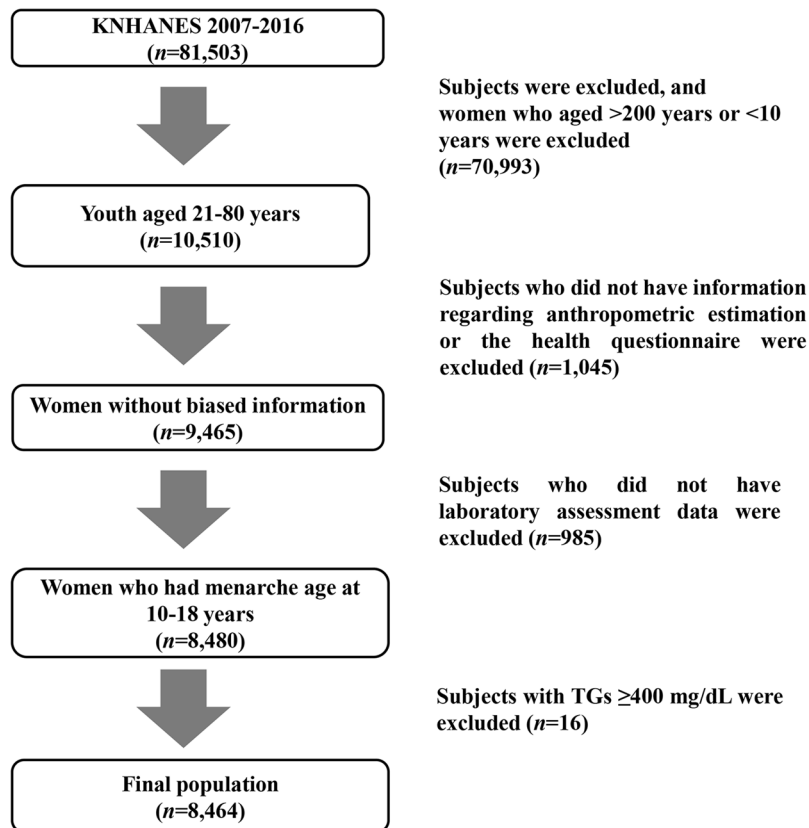 KNHANES 2007-2016
(n=81,503)
Subjects were excluded, and
women who aged >200 years or <10
years were excluded
(n=70,993)
Youth aged 21-80 years
(n=10,510)
Subjects who did not have information
regarding anthropometric estimation
or the health questionnaire were
excluded (n=1,045)
Women without biased information
(n=9,465)
Subjects who did not have
laboratory assessment data were
excluded (n=985)
Women who had menarche age at
10-18 years
(n=8,480)
Subjects with TGs ≥400 mg/dL were
excluded (n=16)
Final population
(n=8,464)